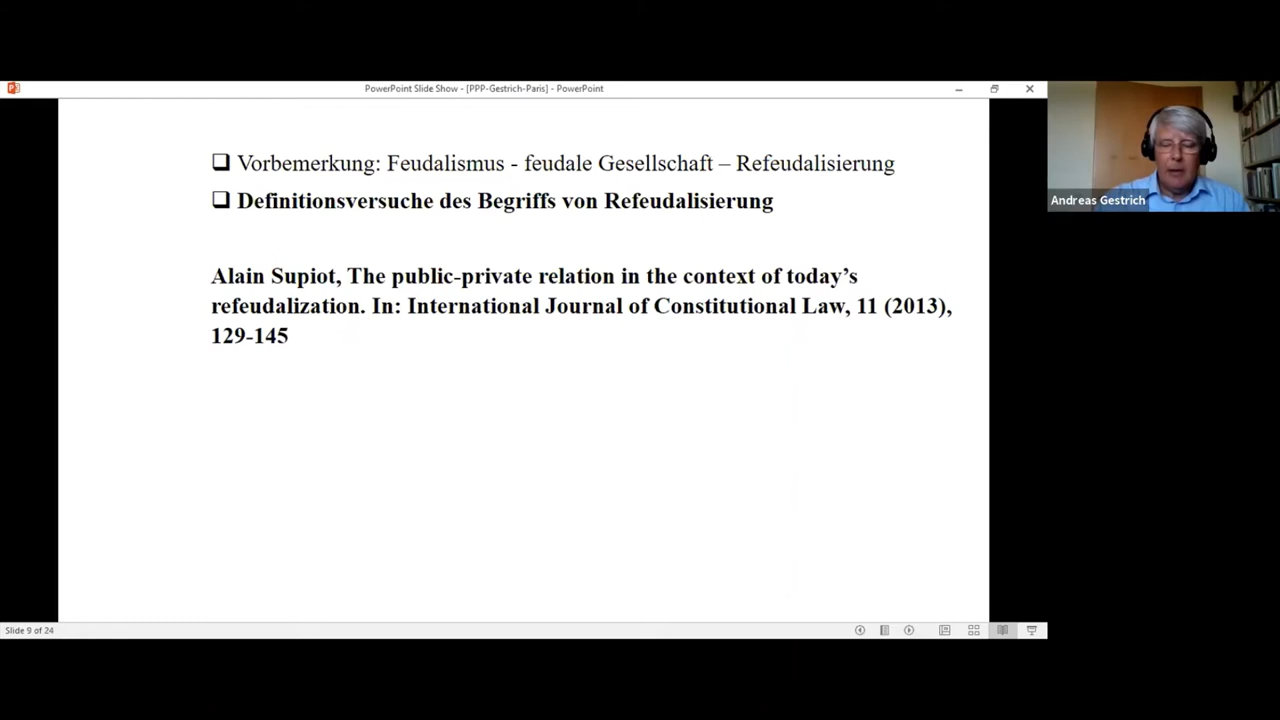 PowerPoint Slide Show - [PPP-Gestrich-Paris] - PowerPoint
Vorbemerkung: Feudalismus - feudale Gesellschaft – Refeudalisierung
Definitionsversuche des Begriffs von Refeudalisierung
Alain Supiot, The public-private relation in the context of today’s
refeudalization. In: International Journal of Constitutional Law, 11 (2013),
129-145
Andreas Gestrich
Slide 9 of 24